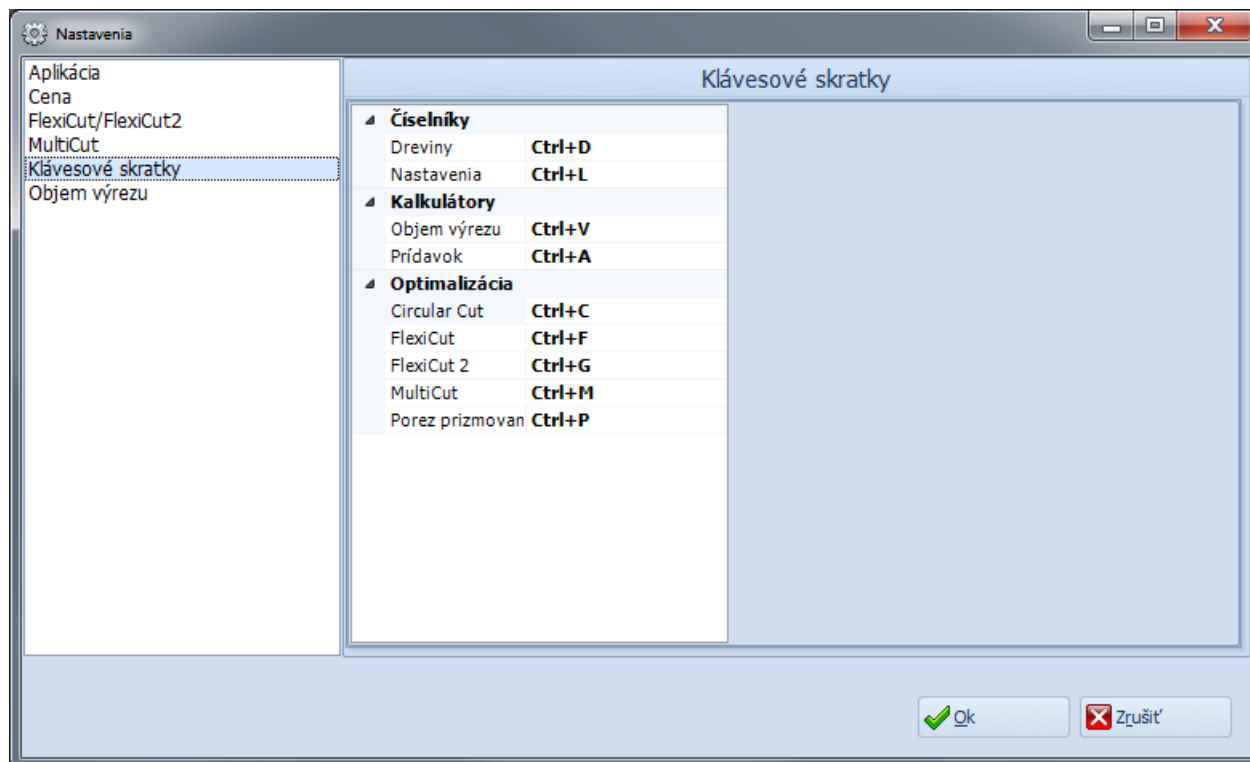 Nastavenia
Aplikácia
Cena
FlexiCut/FlexiCut2
MultiCut
Klávesové skratky
Objem výrezu
Klávesové skratky
Číselníky
Dreviny Ctrl+D
Nastavenia Ctrl+L
Kalkulátory
Objem výrezu Ctrl+V
Prídavok Ctrl+A
Optimalizácia
Circular Cut Ctrl+C
FlexiCut Ctrl+F
FlexiCut 2 Ctrl+G
MultiCut Ctrl+M
Porez prizmovan Ctrl+P
Ok
Zrušiť